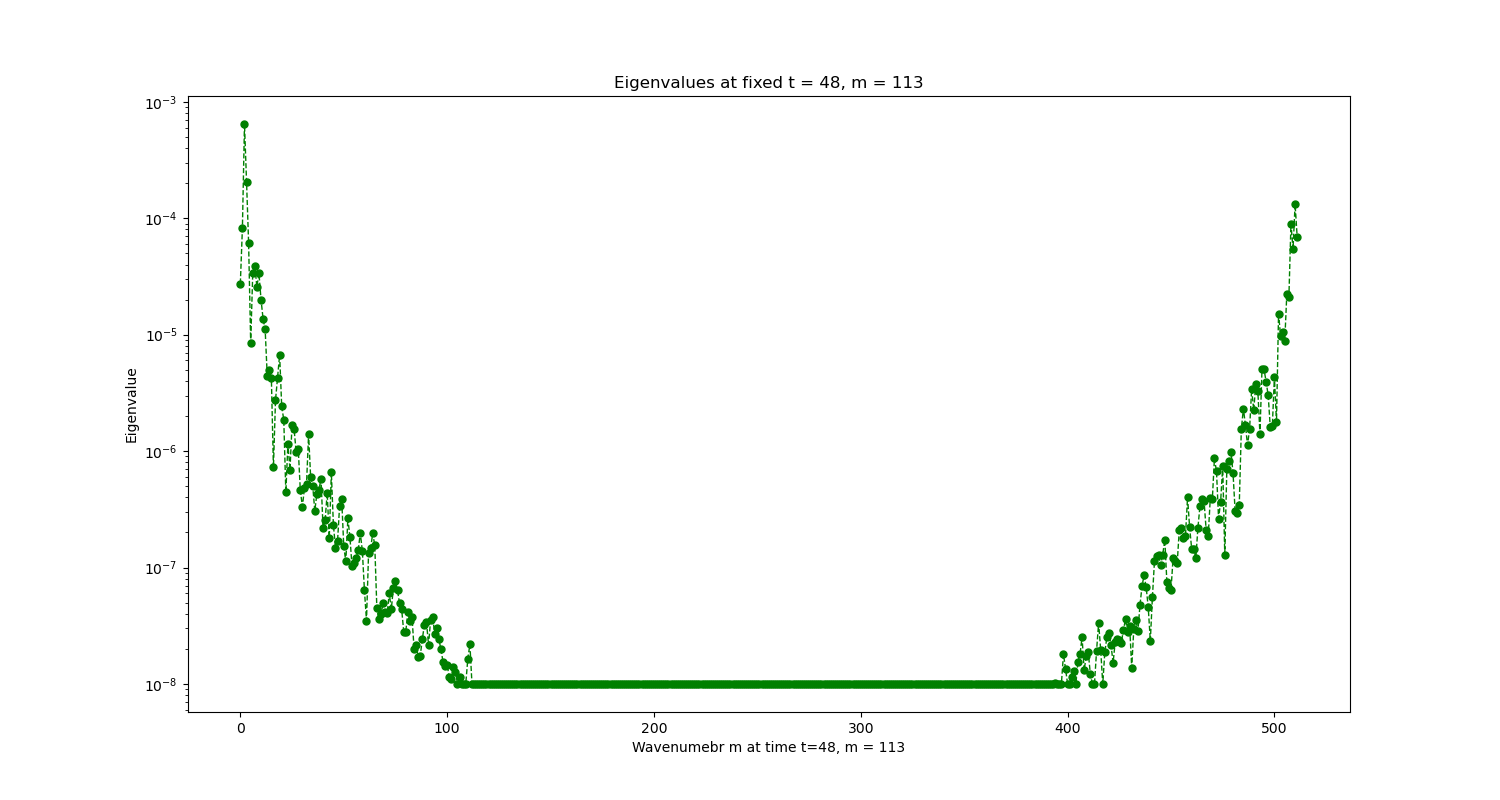 Eigenvalues at fixed t = 48, m = 113
10⁻³
10⁻⁴
10⁻⁵
10⁻⁶
10⁻⁷
10⁻⁸
Eigenvalue
0 100 200 300 400 500
Wavenumebr m at time t=48, m = 113